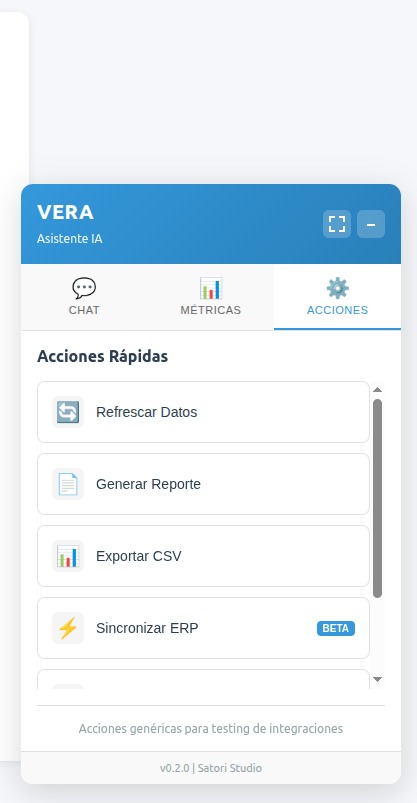 VERA
Asistente IA
CHAT
MÉTRICAS
ACCIONES
Acciones Rápidas
Refrescar Datos
Generar Reporte
Exportar CSV
Sincronizar ERP
BETA
Acciones genéricas para testing de integraciones
v0.2.0 | Satori Studio